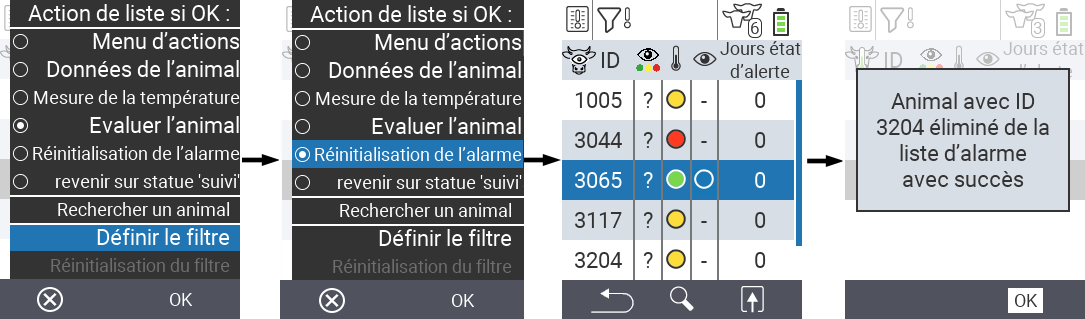 Action de liste si OK :
Menu d'actions
Données de l'animal
Mesure de la température
Evaluer l'animal
Réinitialisation de l'alarme
revenir sur statue 'suivi'
Rechercher un animal
Définir le filtre
Réinitialisation du filtre
OK
Action de liste si OK :
Menu d'actions
Données de l'animal
Mesure de la température
Evaluer l'animal
Réinitialisation de l'alarme
revenir sur statue 'suivi'
Rechercher un animal
Définir le filtre
Réinitialisation du filtre
OK
6
ID Jours état
d'alerte
1005 ? - 0
3044 ? - 0
3065 ? 0
3117 ? - 0
3204 ? - 0
3
ID Jours état
d'alerte
Animal avec ID
3204 éliminé de la
liste d'alarme
avec succès
OK